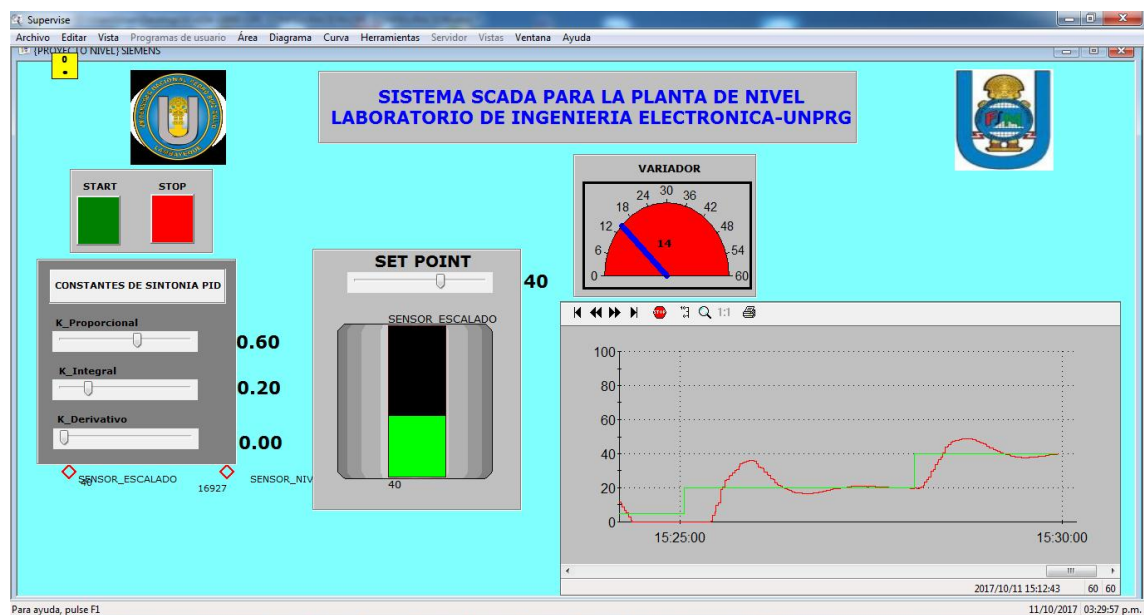 Supervise
Archivo Editar Vista Programas de usuario Área Diagrama Curva Herramientas Servidor Vistas Ventana Ayuda
{PROYECTO NIVEL} SIEMENS
0
SISTEMA SCADA PARA LA PLANTA DE NIVEL
LABORATORIO DE INGENIERIA ELECTRONICA-UNPRG
START STOP
VARIADOR
0 6 12 18 24 30 36 42 48 54 60
14
CONSTANTES DE SINTONIA PID
K_Proporcional
0.60
K_Integral
0.20
K_Derivativo
0.00
SENSOR_ESCALADO
40
16927
SENSOR_NIV
SET POINT
40
SENSOR_ESCALADO
40
STOP
1:1
100
80
60
40
20
0
15:25:00 15:30:00
2017/10/11 15:12:43 60 60
Para ayuda, pulse F1
11/10/2017 03:29:57 p.m.